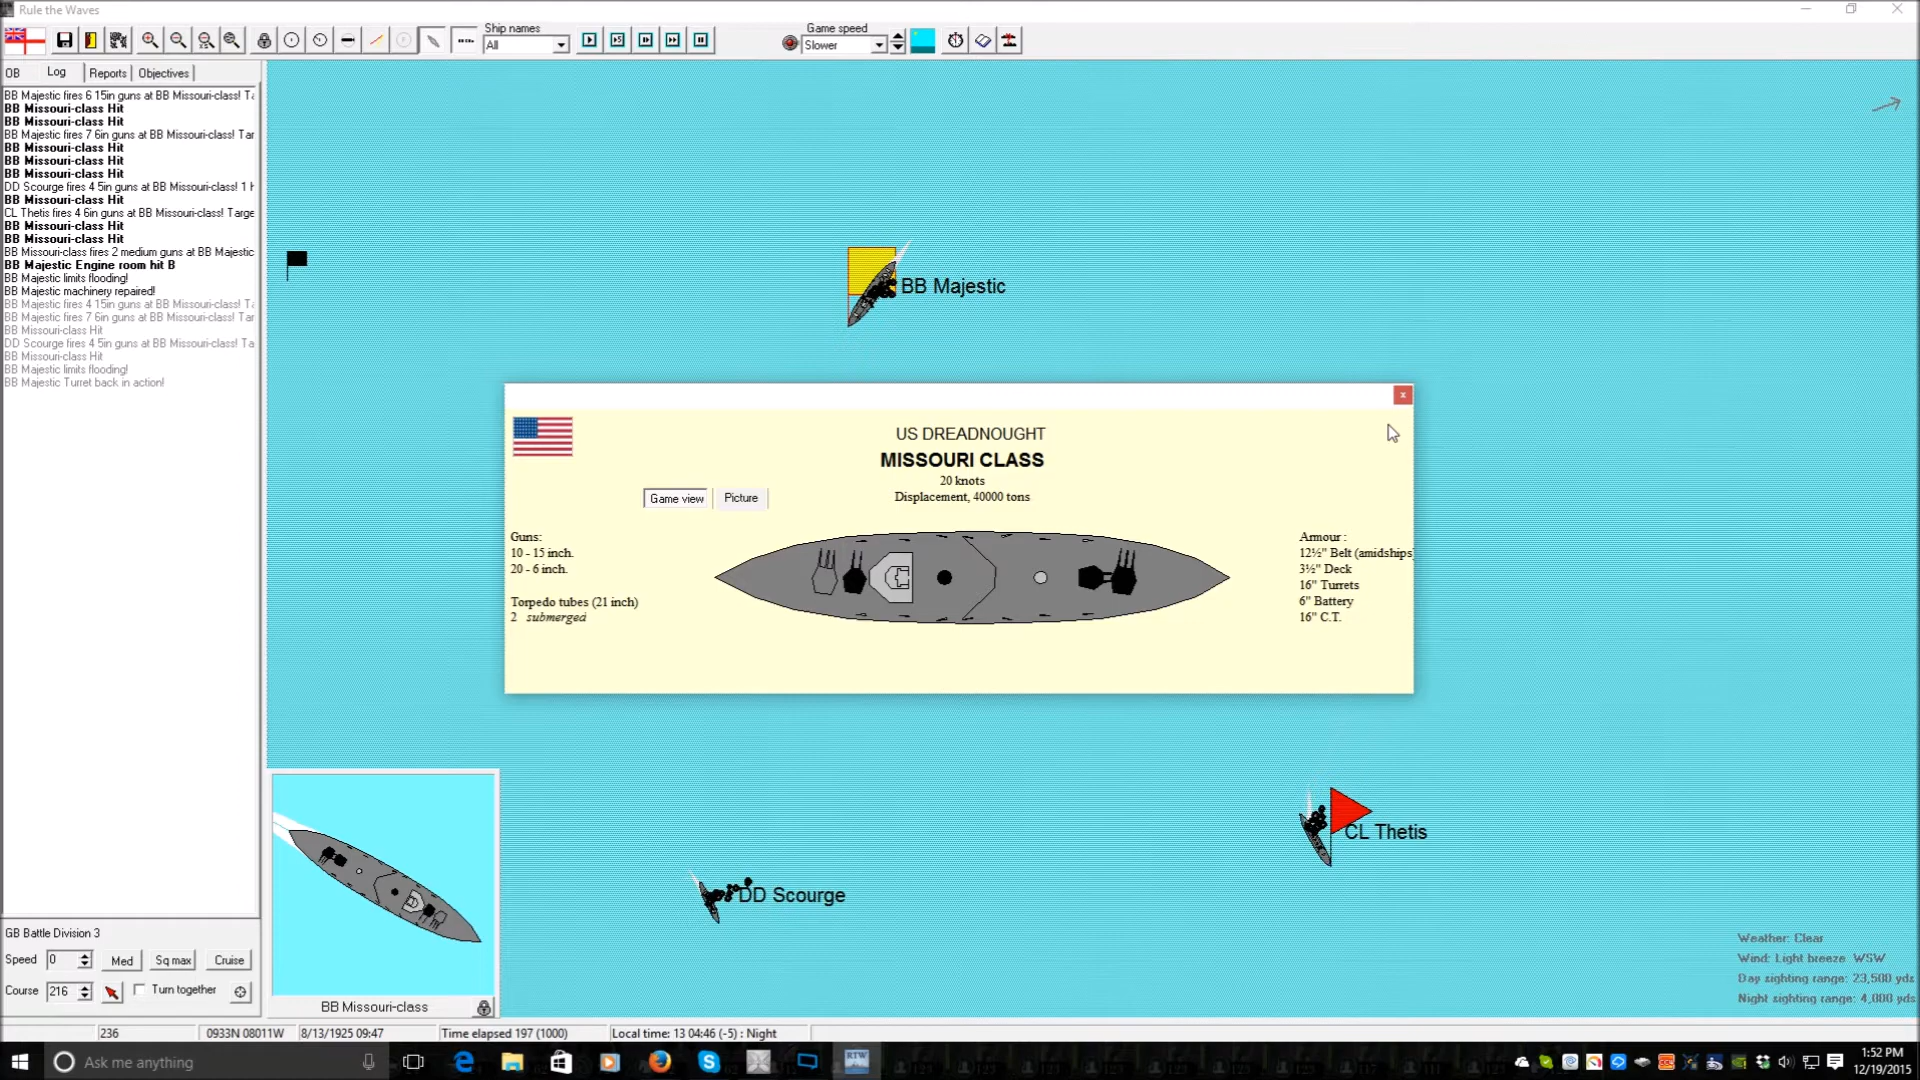 Rule the Waves
Ship names
All
Game speed
Slower
OB Log Reports Objectives
BB Majestic fires 6 15in guns at BB Missouri-class! Ta
BB Missouri-class Hit
BB Missouri-class Hit
BB Majestic fires 7 6in guns at BB Missouri-class! Tar
BB Missouri-class Hit
BB Missouri-class Hit
BB Missouri-class Hit
DD Scourge fires 4 5in guns at BB Missouri-class! 1 h
BB Missouri-class Hit
CL Thetis fires 4 6in guns at BB Missouri-class! Targe
BB Missouri-class Hit
BB Missouri-class Hit
BB Missouri-class fires 2 medium guns at BB Majestic
BB Majestic Engine room hit B
BB Majestic limits flooding!
BB Majestic machinery repaired!
BB Majestic fires 4 15in guns at BB Missouri-class! Ta
BB Majestic fires 7 6in guns at BB Missouri-class! Tar
BB Missouri-class Hit
DD Scourge fires 4 5in guns at BB Missouri-class! Ta
BB Missouri-class Hit
BB Majestic limits flooding!
BB Majestic Turret back in action!
BB Majestic
US DREADNOUGHT
MISSOURI CLASS
20 knots
Displacement, 40000 tons
Game view Picture
Guns:
10 - 15 inch.
20 - 6 inch.
Torpedo tubes (21 inch)
2 submerged
Armour :
12½" Belt (amidships)
3½" Deck
16" Turrets
6" Battery
16" C.T.
CL Thetis
DD Scourge
Weather: Clear
Wind: Light breeze WSW
Day sighting range: 23,500 yds
Night sighting range: 4,000 yds
GB Battle Division 3
Speed 0 Med Sq max Cruise
Course 216 Turn together
BB Missouri-class
236 0933N 08011W 8/13/1925 09:47 Time elapsed 197 (1000) Local time: 13 04:46 (-5) : Night
Ask me anything
1:52 PM
12/19/2015